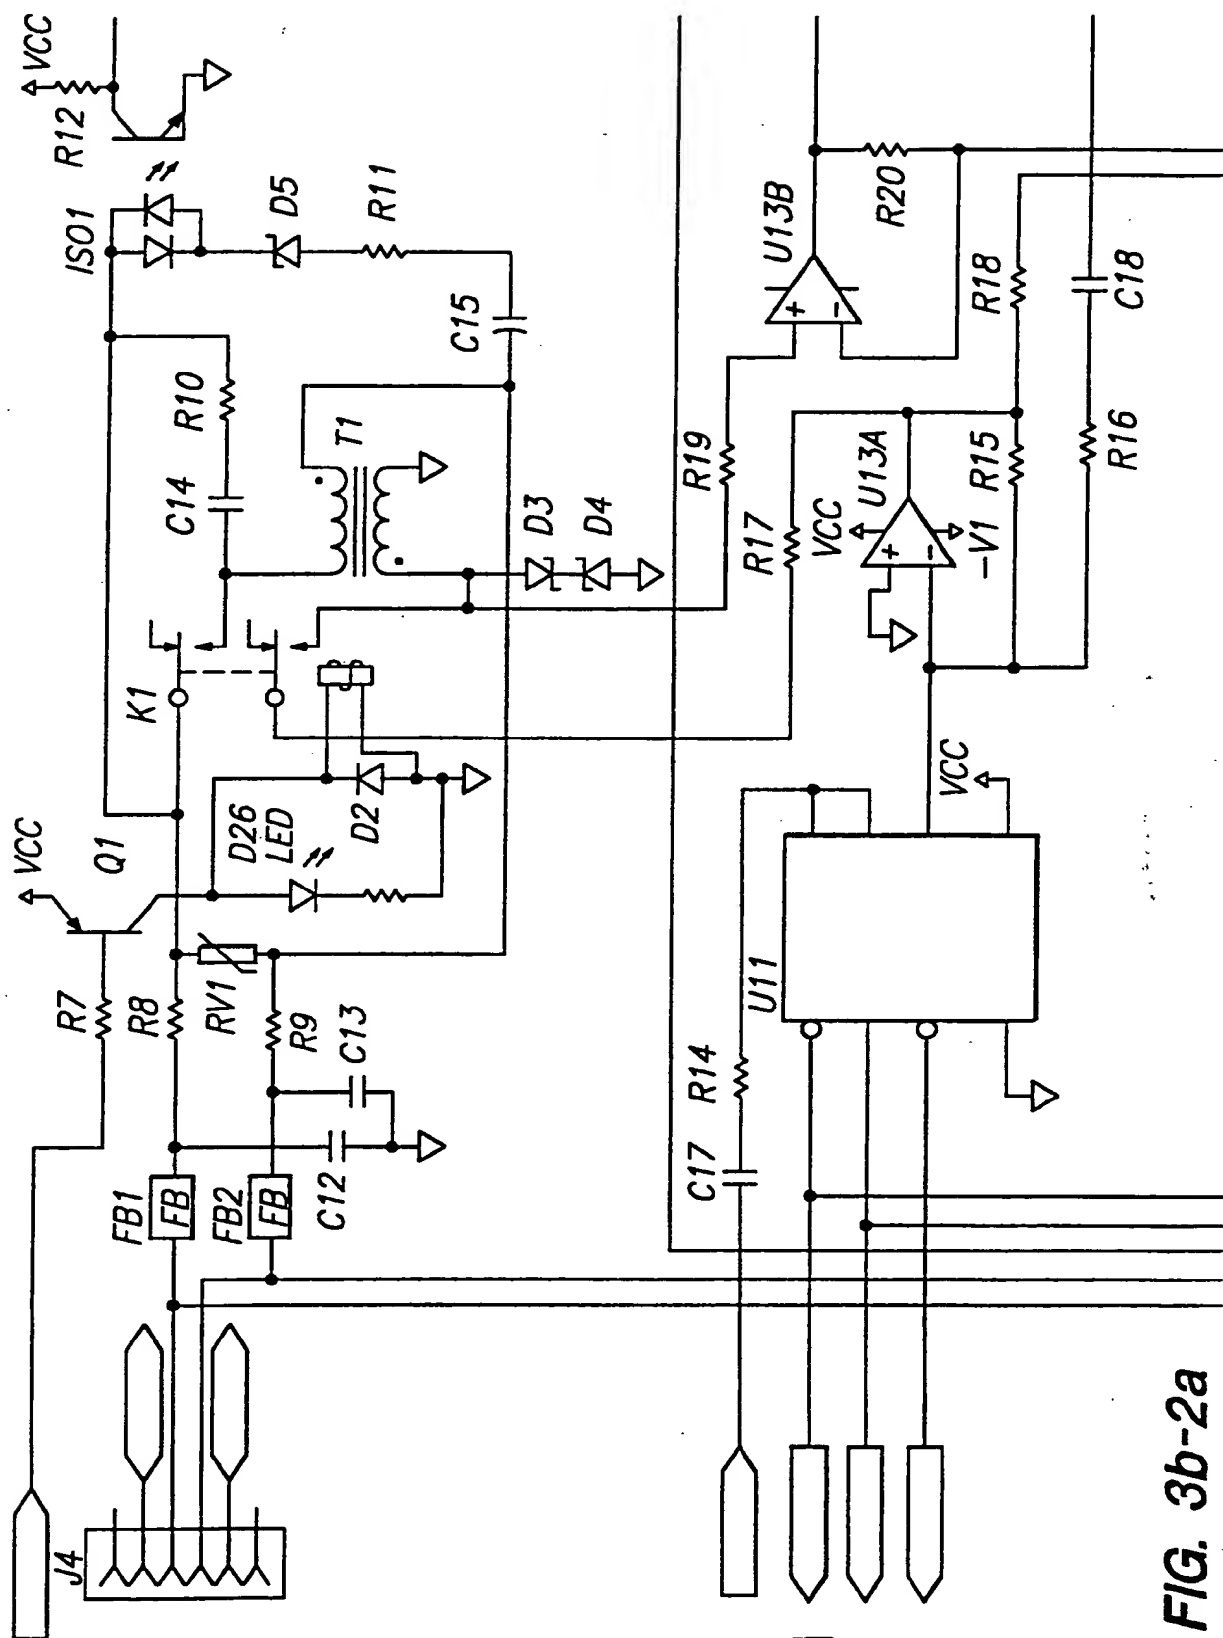 VCC
R12
ISO1
D5
R11
R10
C14
C15
T1
D3
D4
K1
VCC
Q1
D26
LED
D2
R7
R8
RV1
R9
C13
C12
FB1
FB
FB2
FB
J4
U13B
R20
R19
R18
C18
R17
VCC
U13A
-V1
+
-
+
-
R15
R16
VCC
U11
R14
C17
FIG. 3b-2a